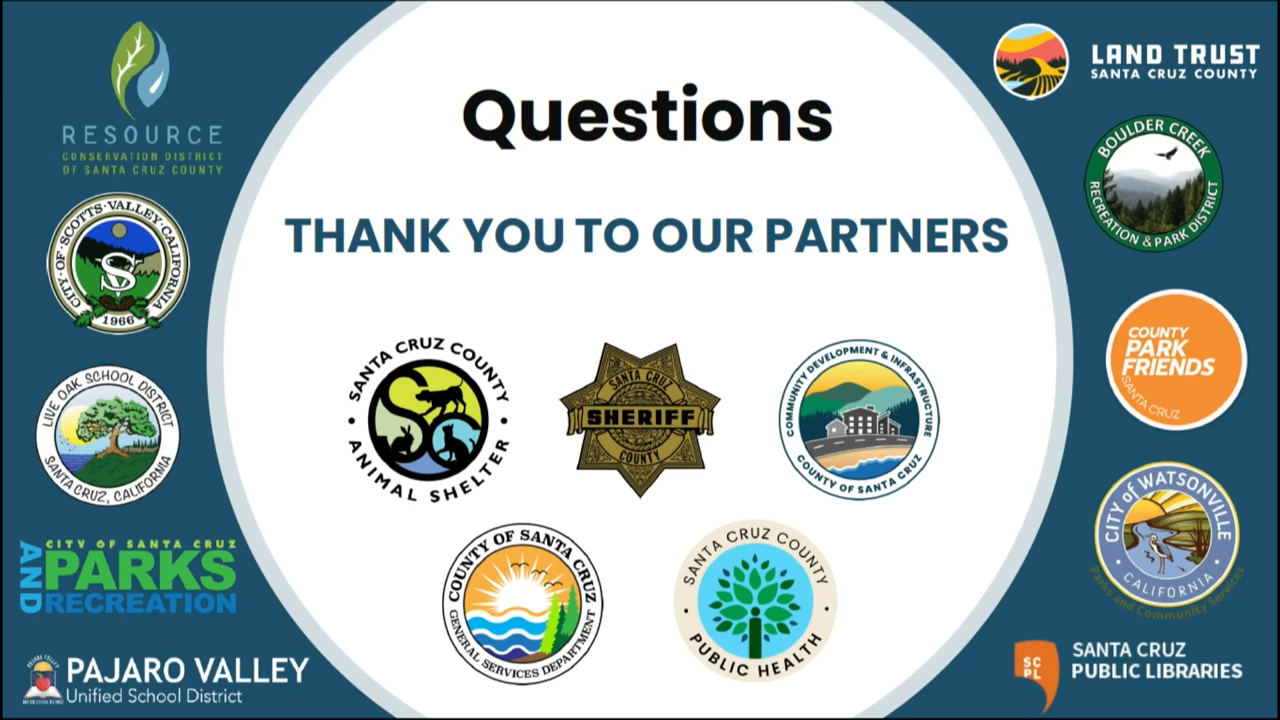 Questions
THANK YOU TO OUR PARTNERS
RESOURCE
CONSERVATION DISTRICT
OF SANTA CRUZ COUNTY
CITY·OF·SCOTTS·VALLEY·CALIFORNIA
SV
1966
LIVE OAK SCHOOL DISTRICT
SANTA CRUZ, CALIFORNIA
CITY OF SANTA CRUZ
AND PARKS
RECREATION
PAJARO VALLEY
Unified School District
SANTA CRUZ COUNTY
ANIMAL SHELTER
SANTA CRUZ
SHERIFF
COUNTY
COMMUNITY DEVELOPMENT & INFRASTRUCTURE
COUNTY OF SANTA CRUZ
COUNTY OF SANTA CRUZ
GENERAL SERVICES DEPARTMENT
SANTA CRUZ COUNTY
PUBLIC HEALTH
LAND TRUST
SANTA CRUZ COUNTY
BOULDER CREEK
RECREATION & PARK DISTRICT
COUNTY
PARK
FRIENDS
SANTA CRUZ
CITY of WATSONVILLE
CALIFORNIA
Parks and Community Services
SC
PL
SANTA CRUZ
PUBLIC LIBRARIES